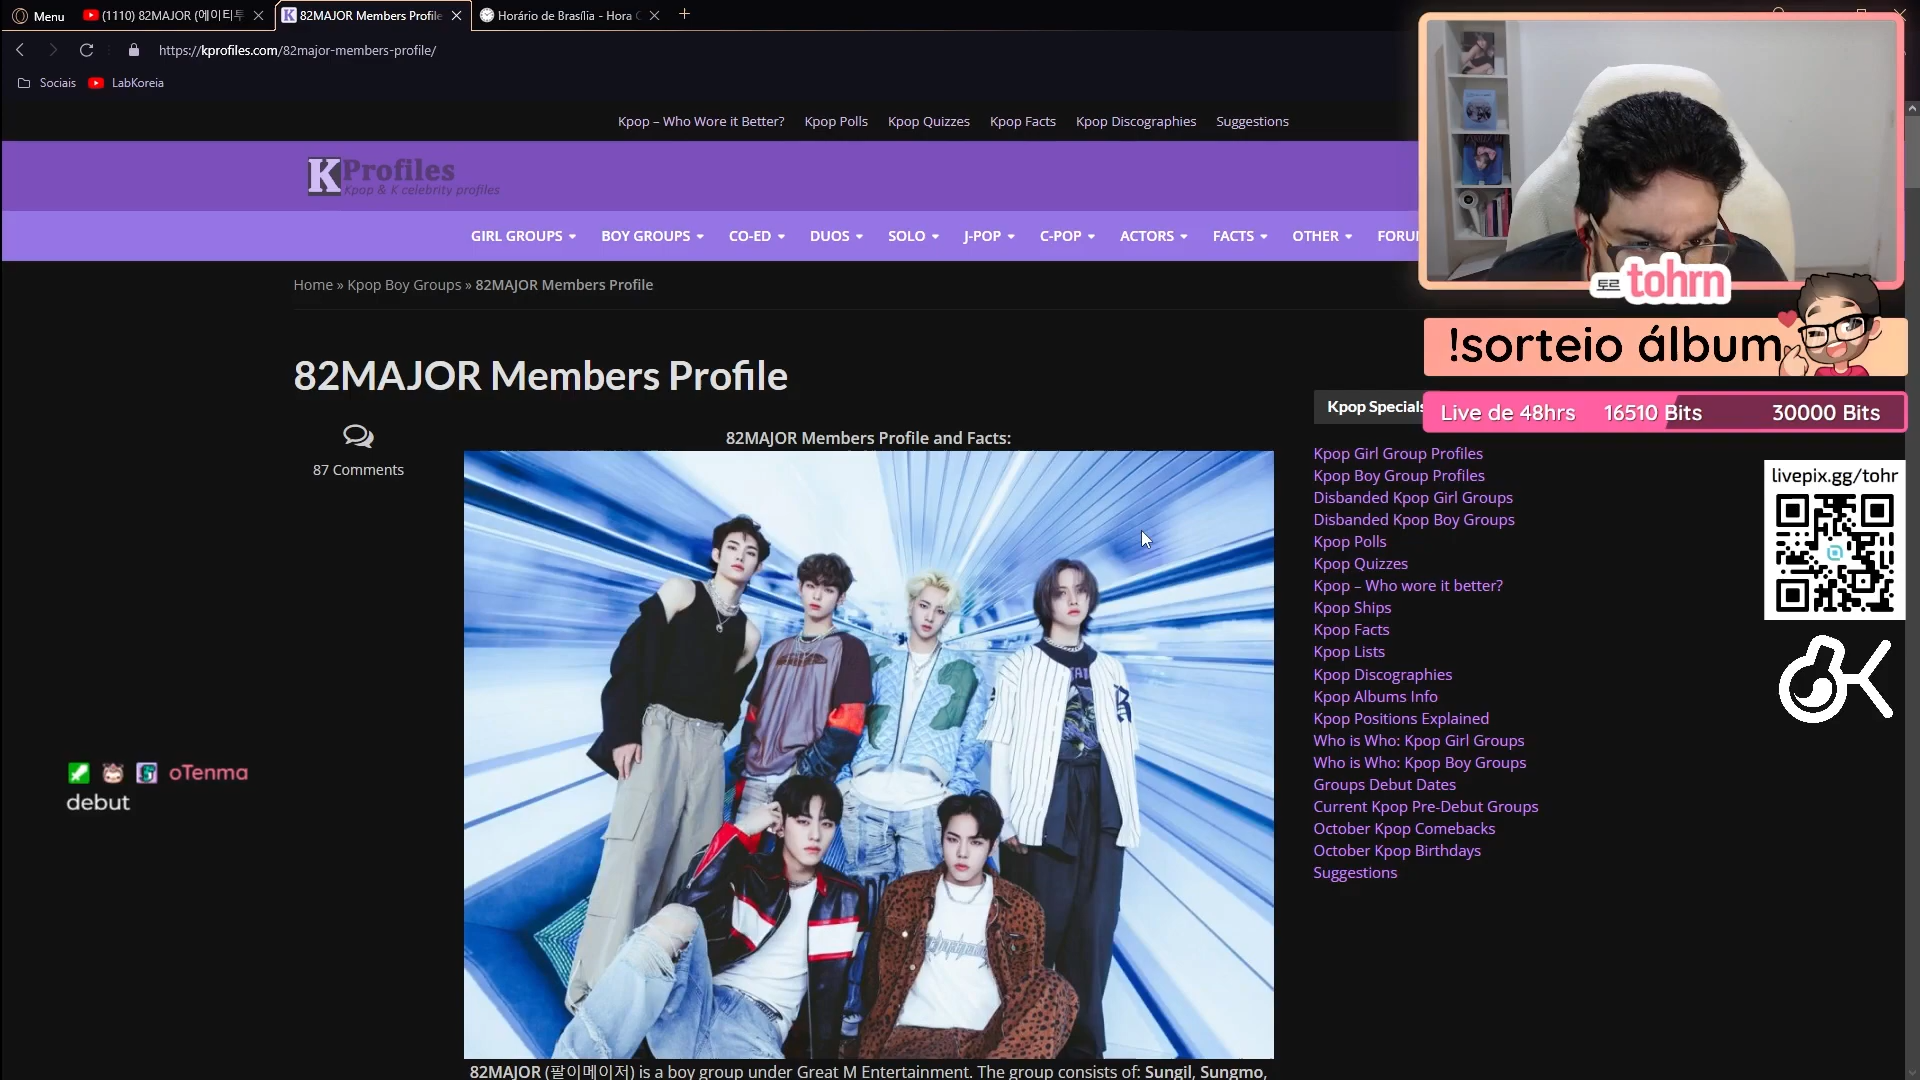 Menu
(1110) 82MAJOR (에이티투
82MAJOR Members Profile
Horário de Brasília - Hora
https://kprofiles.com/82major-members-profile/
Sociais
LabKoreia
Kpop – Who Wore it Better?
Kpop Polls
Kpop Quizzes
Kpop Facts
Kpop Discographies
Suggestions
KProfiles
Kpop & K celebrity profiles
GIRL GROUPS
BOY GROUPS
CO-ED
DUOS
SOLO
J-POP
C-POP
ACTORS
FACTS
OTHER
FORU
토르 tohrn
Home » Kpop Boy Groups » 82MAJOR Members Profile
!sorteio álbum
82MAJOR Members Profile
Kpop Specials
Live de 48hrs 16510 Bits 30000 Bits
87 Comments
82MAJOR Members Profile and Facts:
Kpop Girl Group Profiles
Kpop Boy Group Profiles
Disbanded Kpop Girl Groups
Disbanded Kpop Boy Groups
Kpop Polls
Kpop Quizzes
Kpop – Who wore it better?
Kpop Ships
Kpop Facts
Kpop Lists
Kpop Discographies
Kpop Albums Info
Kpop Positions Explained
Who is Who: Kpop Girl Groups
Who is Who: Kpop Boy Groups
Groups Debut Dates
Current Kpop Pre-Debut Groups
October Kpop Comebacks
October Kpop Birthdays
Suggestions
livepix.gg/tohr
K
oTenma
debut
82MAJOR (팔이메이저) is a boy group under Great M Entertainment. The group consists of: Sungil, Sungmo,